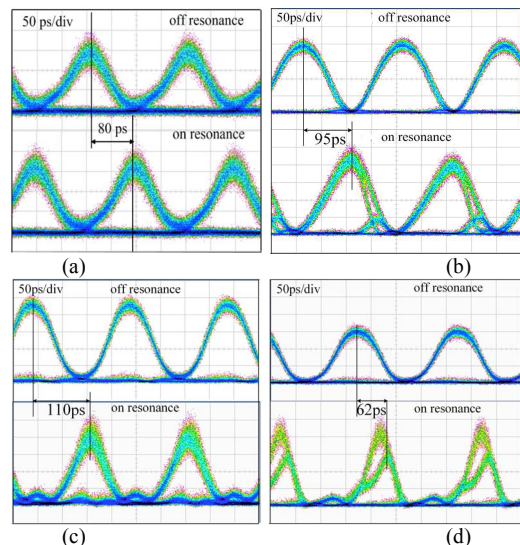 50 ps/div off resonance
80 ps
on resonance
(a)
50ps/div off resonance
on resonance
95ps
(b)
50ps/div off resonance
on resonance
110ps
(c)
50ps/div off resonance
62ps on resonance
(d)